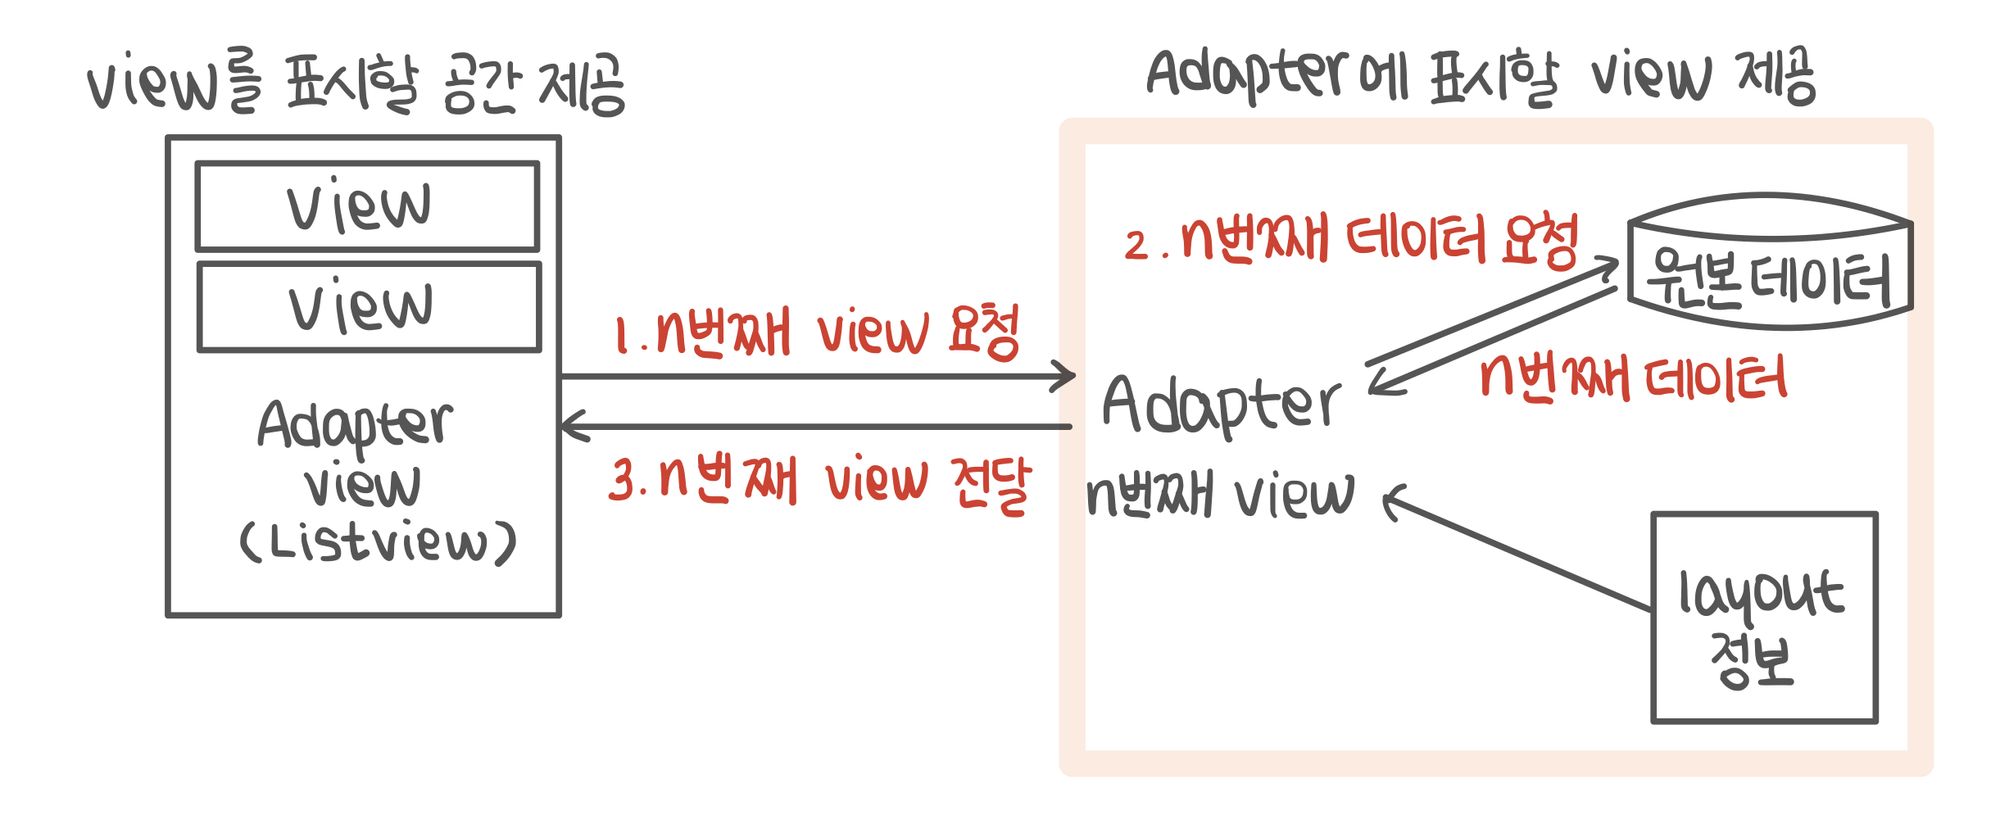 view를 표시할 공간 제공
view
view
Adapter
view
(Listview)
1. n번째 view 요청
3. n번째 view 전달
Adapter에 표시할 view 제공
2. n번째 데이터 요청
원본데이터
n번째 데이터
Adapter
n번째 view
layout
정보